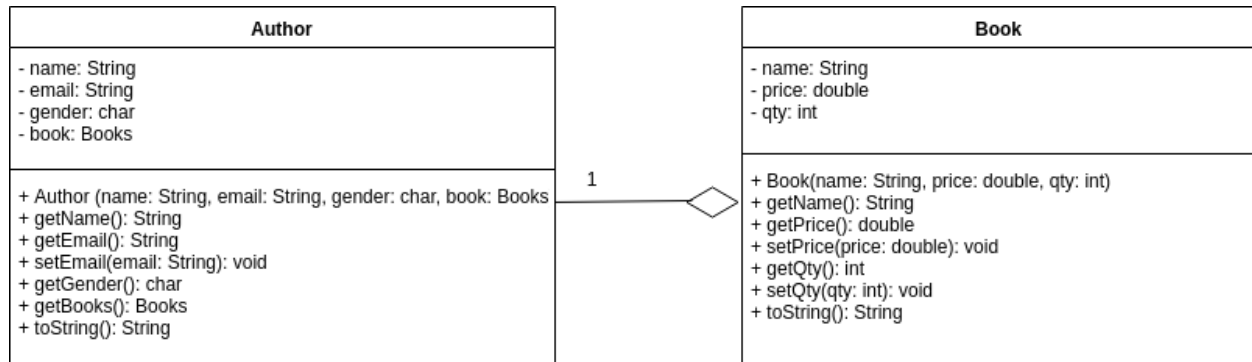 Author
- name: String
- email: String
- gender: char
- book: Books
+ Author (name: String, email: String, gender: char, book: Books
+ getName(): String
+ getEmail(): String
+ setEmail(email: String): void
+ getGender(): char
+ getBooks(): Books
+ toString(): String
1
Book
- name: String
- price: double
- qty: int
+ Book(name: String, price: double, qty: int)
+ getName(): String
+ getPrice(): double
+ setPrice(price: double): void
+ getQty(): int
+ setQty(qty: int): void
+ toString(): String